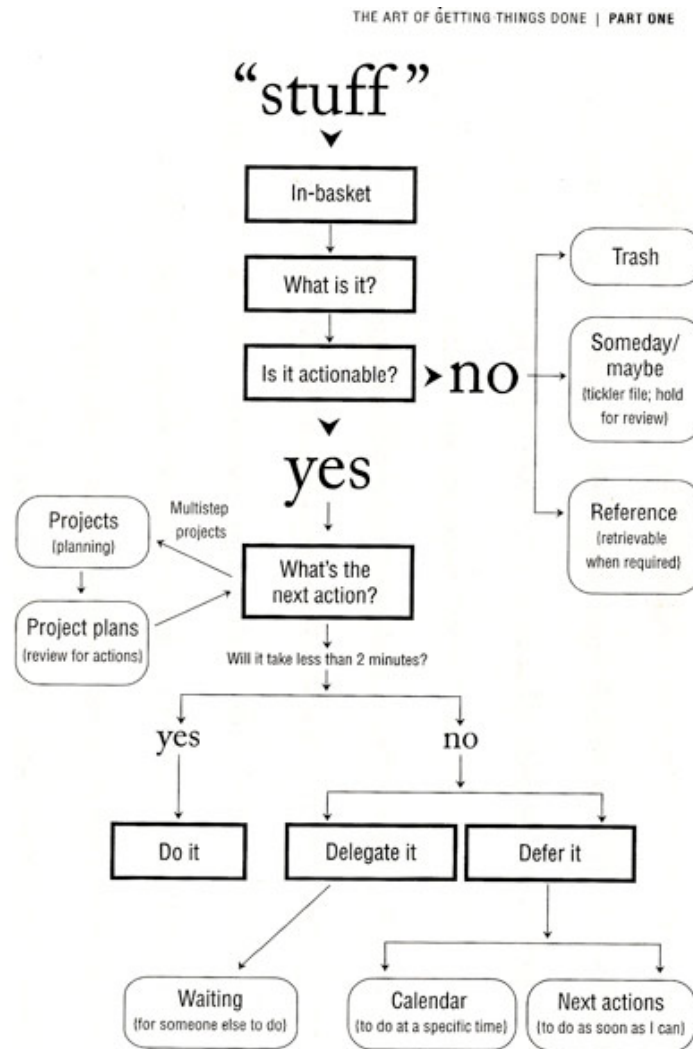 THE ART OF GETTING THINGS DONE | PART ONE
“stuff”
In-basket
What is it?
Is it actionable?
no
Trash
Someday/
maybe
(tickler file; hold
for review)
Reference
(retrievable
when required)
yes
Multistep
projects
Projects
(planning)
Project plans
(review for actions)
What's the
next action?
Will it take less than 2 minutes?
yes
no
Do it
Delegate it
Defer it
Waiting
(for someone else to do)
Calendar
(to do at a specific time)
Next actions
(to do as soon as I can)